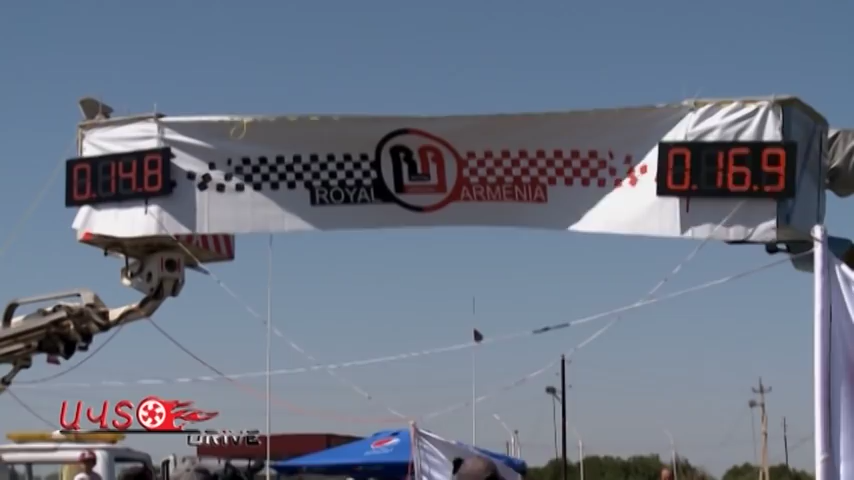 0.14.8
ROYAL ARMENIA
0.16.9
ԱՎՏՕ
DRIVE